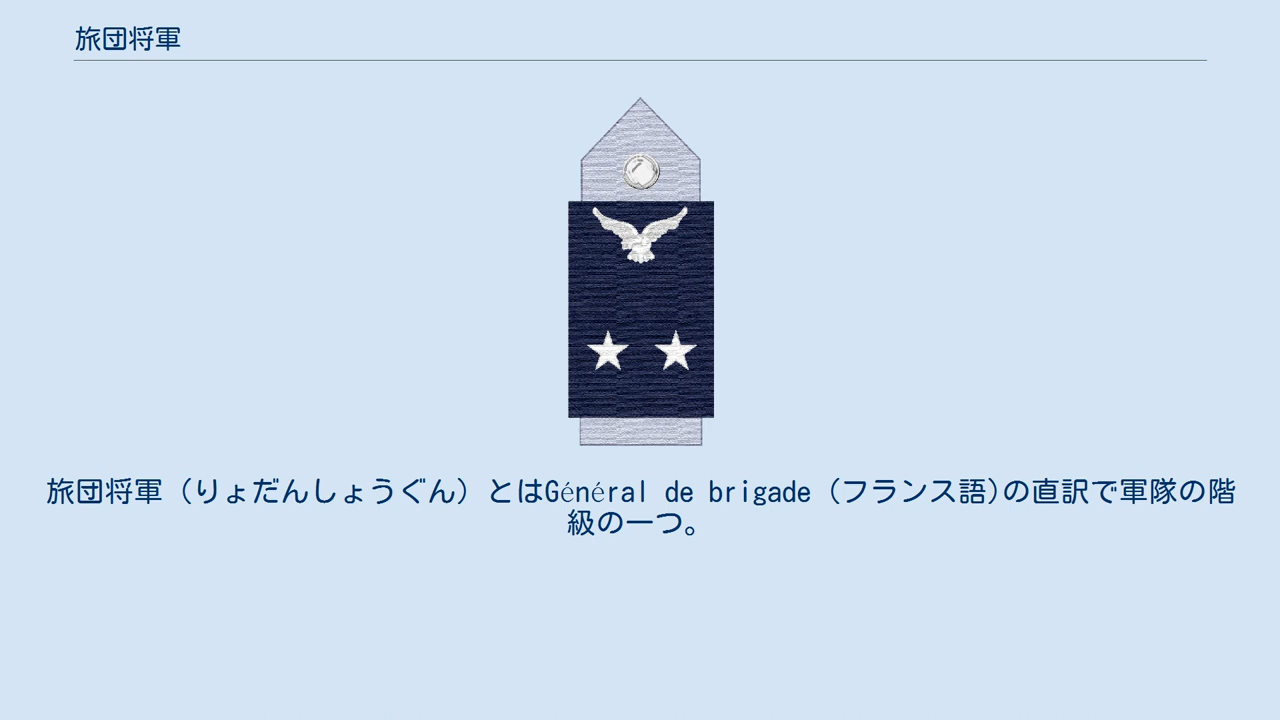 旅団将軍
旅団将軍（りょだんしょうぐん）とはGénéral de brigade（フランス語)の直訳で軍隊の階
級の一つ。